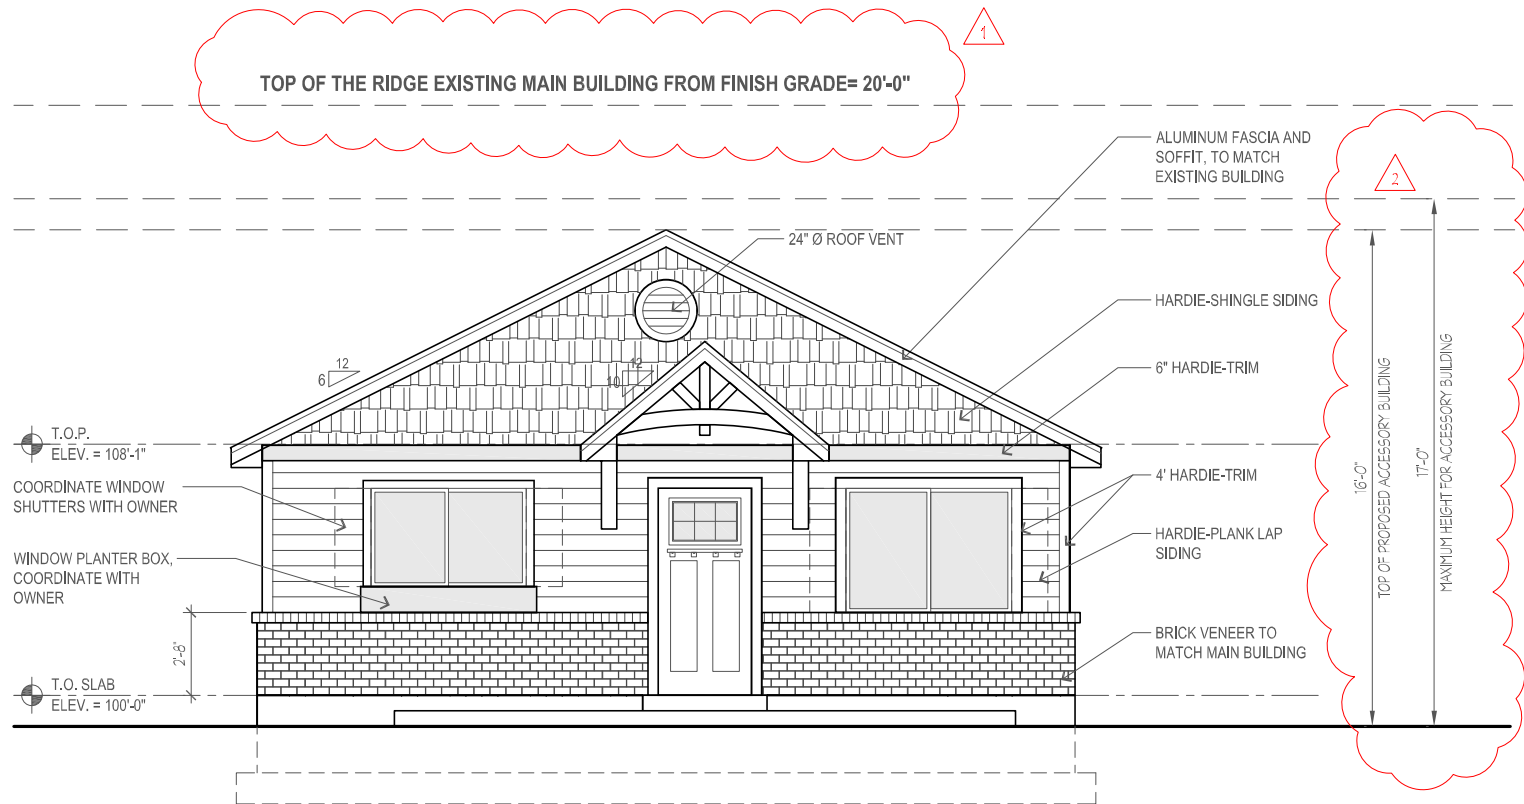 1
TOP OF THE RIDGE EXISTING MAIN BUILDING FROM FINISH GRADE= 20'-0"
ALUMINUM FASCIA AND
SOFFIT, TO MATCH
EXISTING BUILDING
2
24" Ø ROOF VENT
HARDIE-SHINGLE SIDING
12
6
12
10
6" HARDIE-TRIM
T.O.P.
ELEV. = 108'-1"
COORDINATE WINDOW
SHUTTERS WITH OWNER
4' HARDIE-TRIM
WINDOW PLANTER BOX,
COORDINATE WITH
OWNER
HARDIE-PLANK LAP
SIDING
16'-0"
TOP OF PROPOSED ACCESSORY BUILDING
17'-0"
MAXIMUM HEIGHT FOR ACCESSORY BUILDING
2'-8"
BRICK VENEER TO
MATCH MAIN BUILDING
T.O. SLAB
ELEV. = 100'-0"